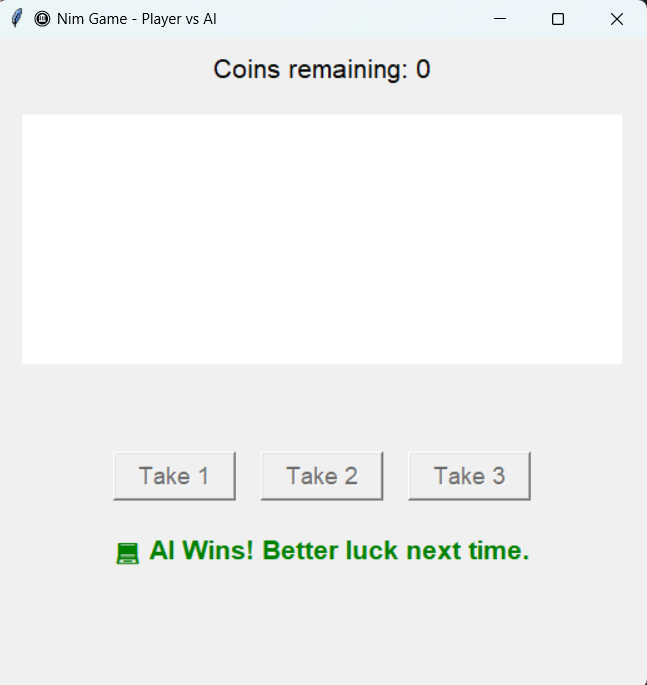 Nim Game - Player vs AI
Coins remaining: 0
Take 1 Take 2 Take 3
AI Wins! Better luck next time.